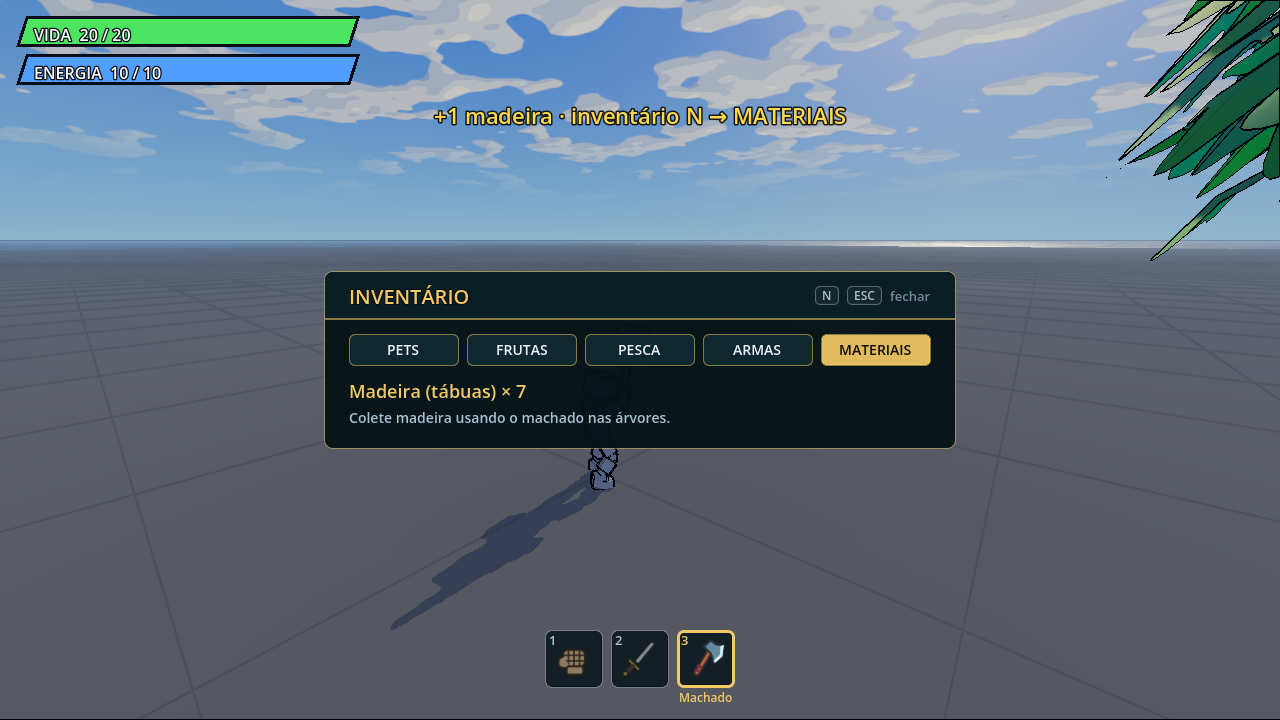 VIDA 20 / 20
ENERGIA 10 / 10
+1 madeira · inventário N → MATERIAIS
INVENTÁRIO
N ESC fechar
PETS FRUTAS PESCA ARMAS MATERIAIS
Madeira (tábuas) × 7
Colete madeira usando o machado nas árvores.
1 2 3
Machado